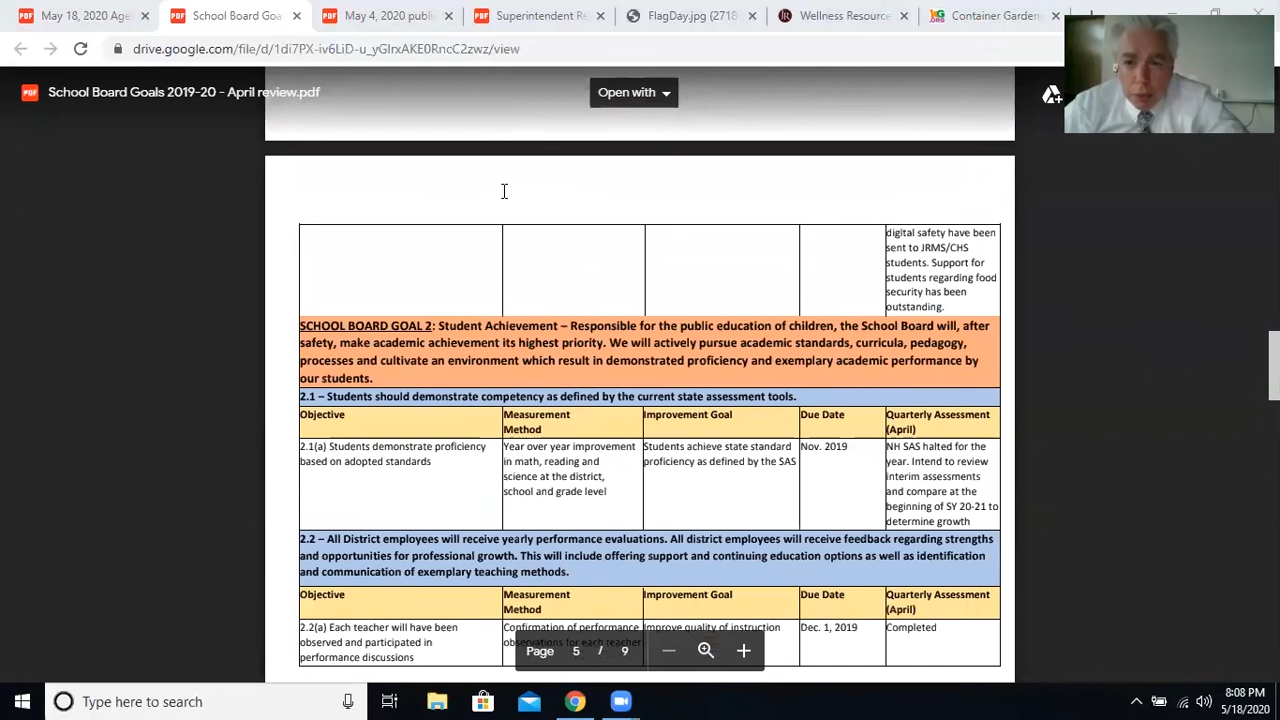 May 18, 2020 Age
School Board Goa
May 4, 2020 publi
Superintendent Re
FlagDay.jpg (271
Wellness Resource
Container Garden
drive.google.com/file/d/1di7PX-iv6LiD-u_yGIrxAKE0RncC2zwz/view
School Board Goals 2019-20 - April review.pdf
Open with
digital safety have been
sent to JRMS/CHS
students. Support for
students regarding food
security has been
outstanding.
SCHOOL BOARD GOAL 2: Student Achievement – Responsible for the public education of children, the School Board will, after
safety, make academic achievement its highest priority. We will actively pursue academic standards, curricula, pedagogy,
processes and cultivate an environment which result in demonstrated proficiency and exemplary academic performance by
our students.
2.1 – Students should demonstrate competency as defined by the current state assessment tools.
Objective
Measurement
Method
Improvement Goal
Due Date
Quarterly Assessment
(April)
2.1(a) Students demonstrate proficiency
based on adopted standards
Year over year improvement
in math, reading and
science at the district,
school and grade level
Students achieve state standard
proficiency as defined by the SAS
Nov. 2019
NH SAS halted for the
year. Intend to review
interim assessments
and compare at the
beginning of SY 20-21 to
determine growth
2.2 – All District employees will receive yearly performance evaluations. All district employees will receive feedback regarding strengths
and opportunities for professional growth. This will include offering support and continuing education options as well as identification
and communication of exemplary teaching methods.
Objective
Measurement
Method
Improvement Goal
Due Date
Quarterly Assessment
(April)
2.2(a) Each teacher will have been
observed and participated in
performance discussions
Confirmation of performance
observations for each teacher
Improve quality of instruction
Dec. 1, 2019
Completed
Page 5 / 9
Type here to search
8:08 PM
5/18/2020